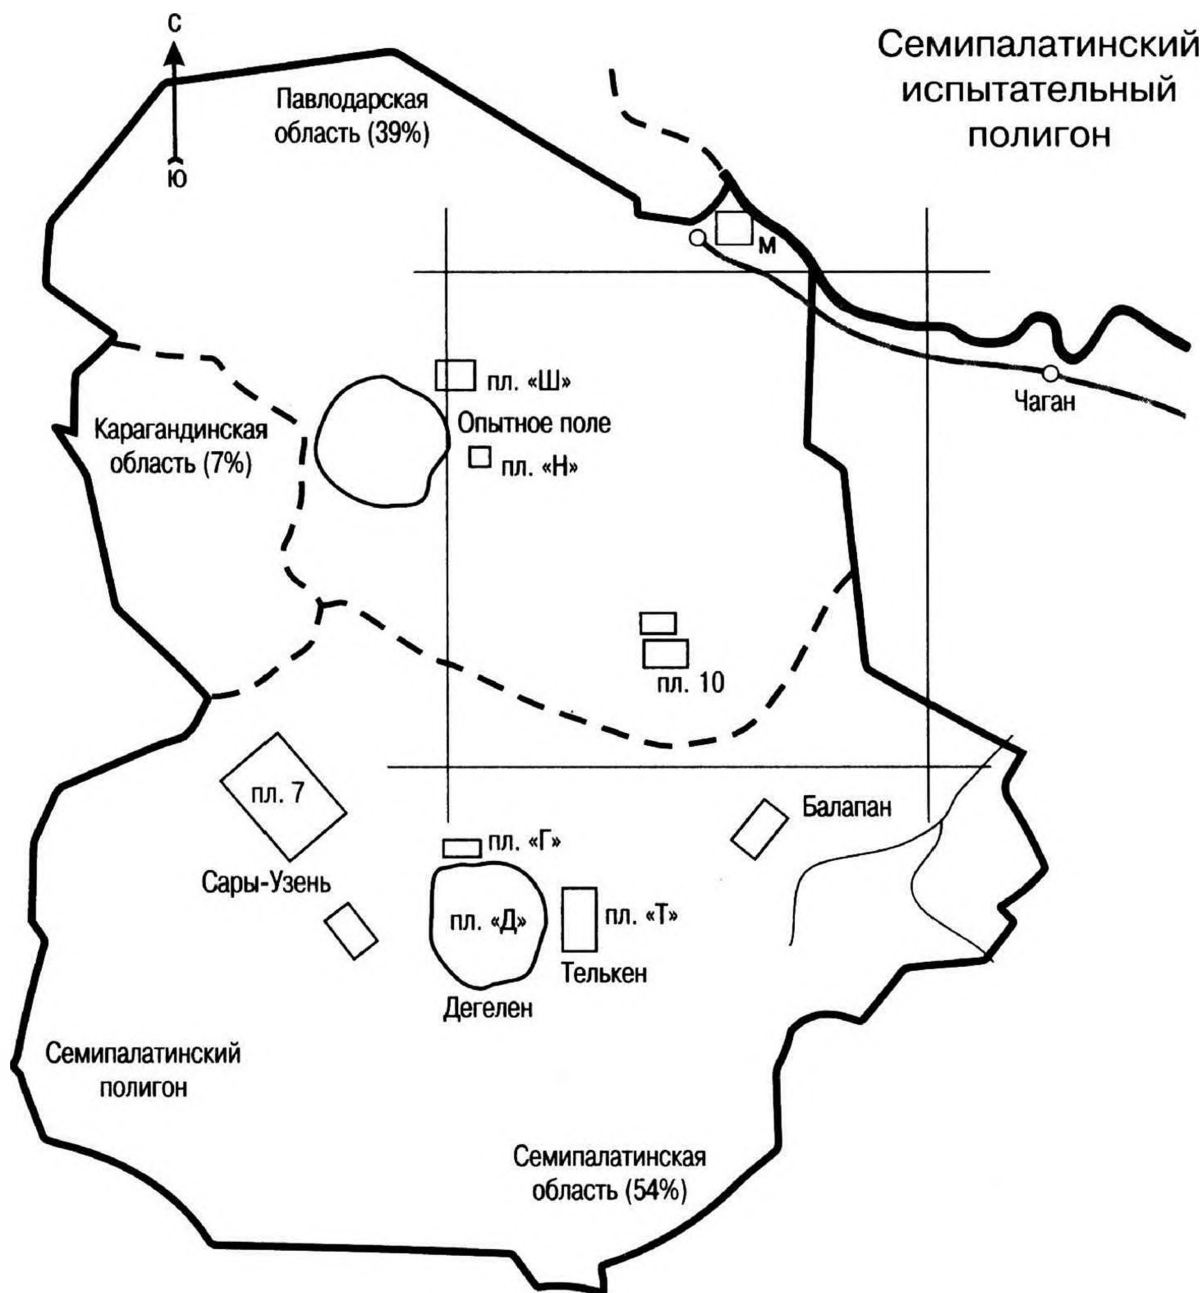 С
Ю
Семипалатинский
испытательный
полигон
Павлодарская
область (39%)
М
Чаган
пл. «Ш»
Опытное поле
пл. «Н»
Карагандинская
область (7%)
пл. 10
пл. 7
Сары-Узень
Балапан
пл. «Г»
пл. «Д»
пл. «Т»
Телькен
Дегелен
Семипалатинский
полигон
Семипалатинская
область (54%)